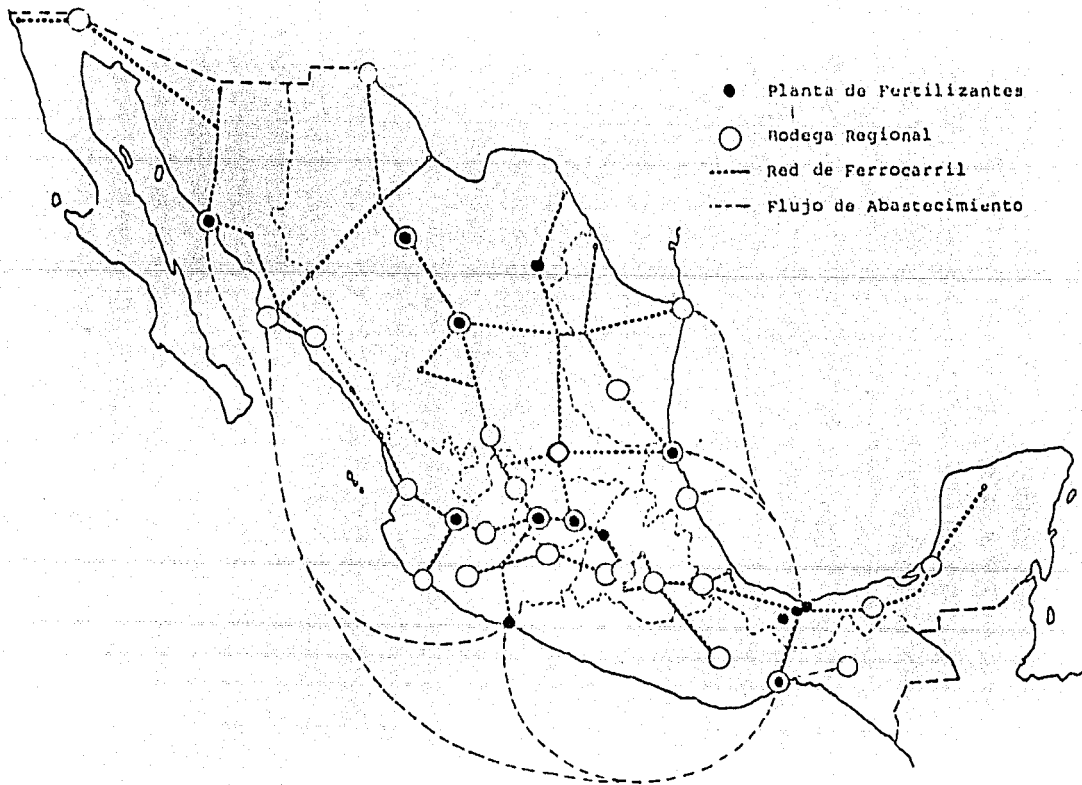 Planta de Fertilizantes
Bodega Regional
Red de Ferrocarril
Flujo de Abastecimiento